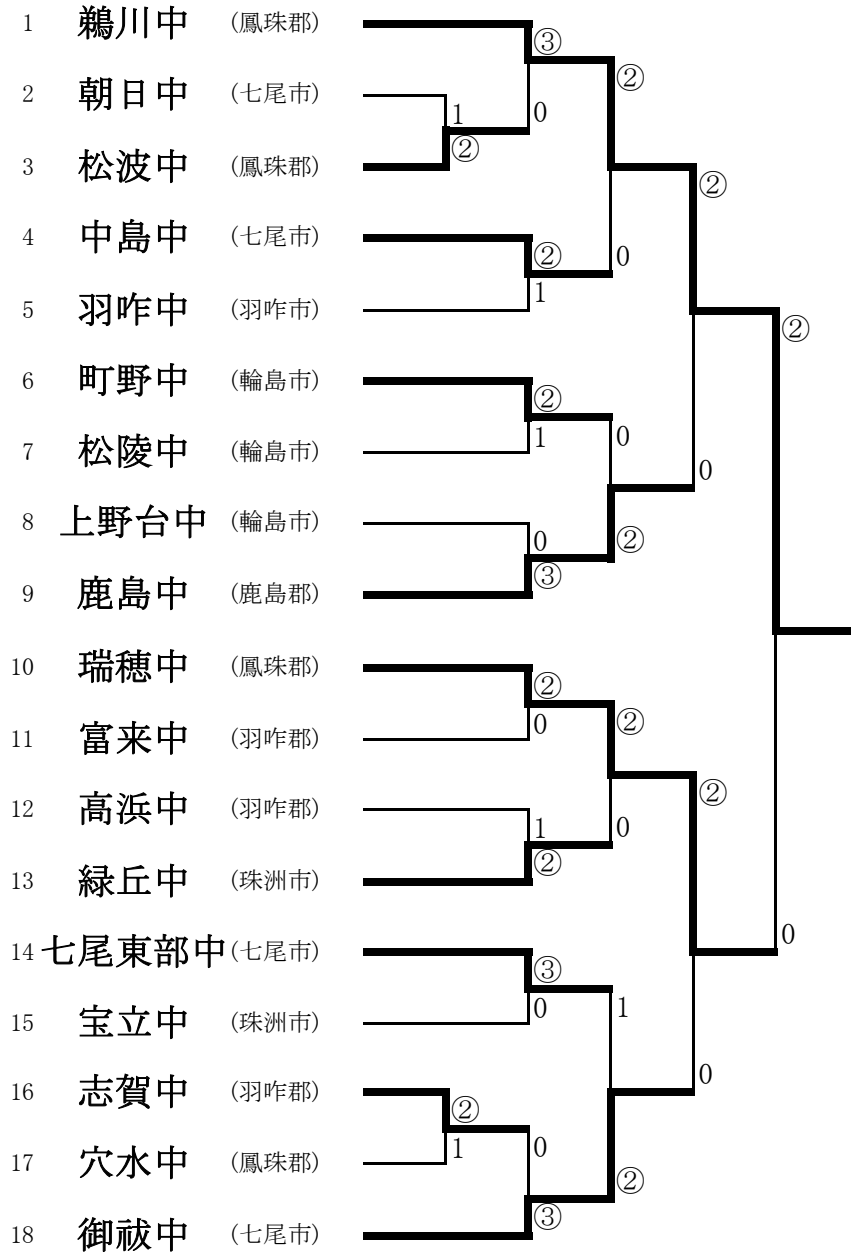 1 鵜川中 (鳳珠郡)
③
②
2 朝日中 (七尾市)
1 0
②
3 松波中 (鳳珠郡)
②
4 中島中 (七尾市)
② 0
1
5 羽咋中 (羽咋市)
②
6 町野中 (輪島市)
②
1 0
7 松陵中 (輪島市)
0
8 上野台中 (輪島市)
0 ②
③
9 鹿島中 (鹿島郡)
10 瑞穂中 (鳳珠郡)
②
0 ②
11 富来中 (羽咋郡)
②
12 高浜中 (羽咋郡)
1 0
②
13 緑丘中 (珠洲市)
0
14 七尾東部中 (七尾市)
③
0 1
15 宝立中 (珠洲市)
0
16 志賀中 (羽咋郡)
②
1 0
17 穴水中 (鳳珠郡)
②
③
18 御祓中 (七尾市)